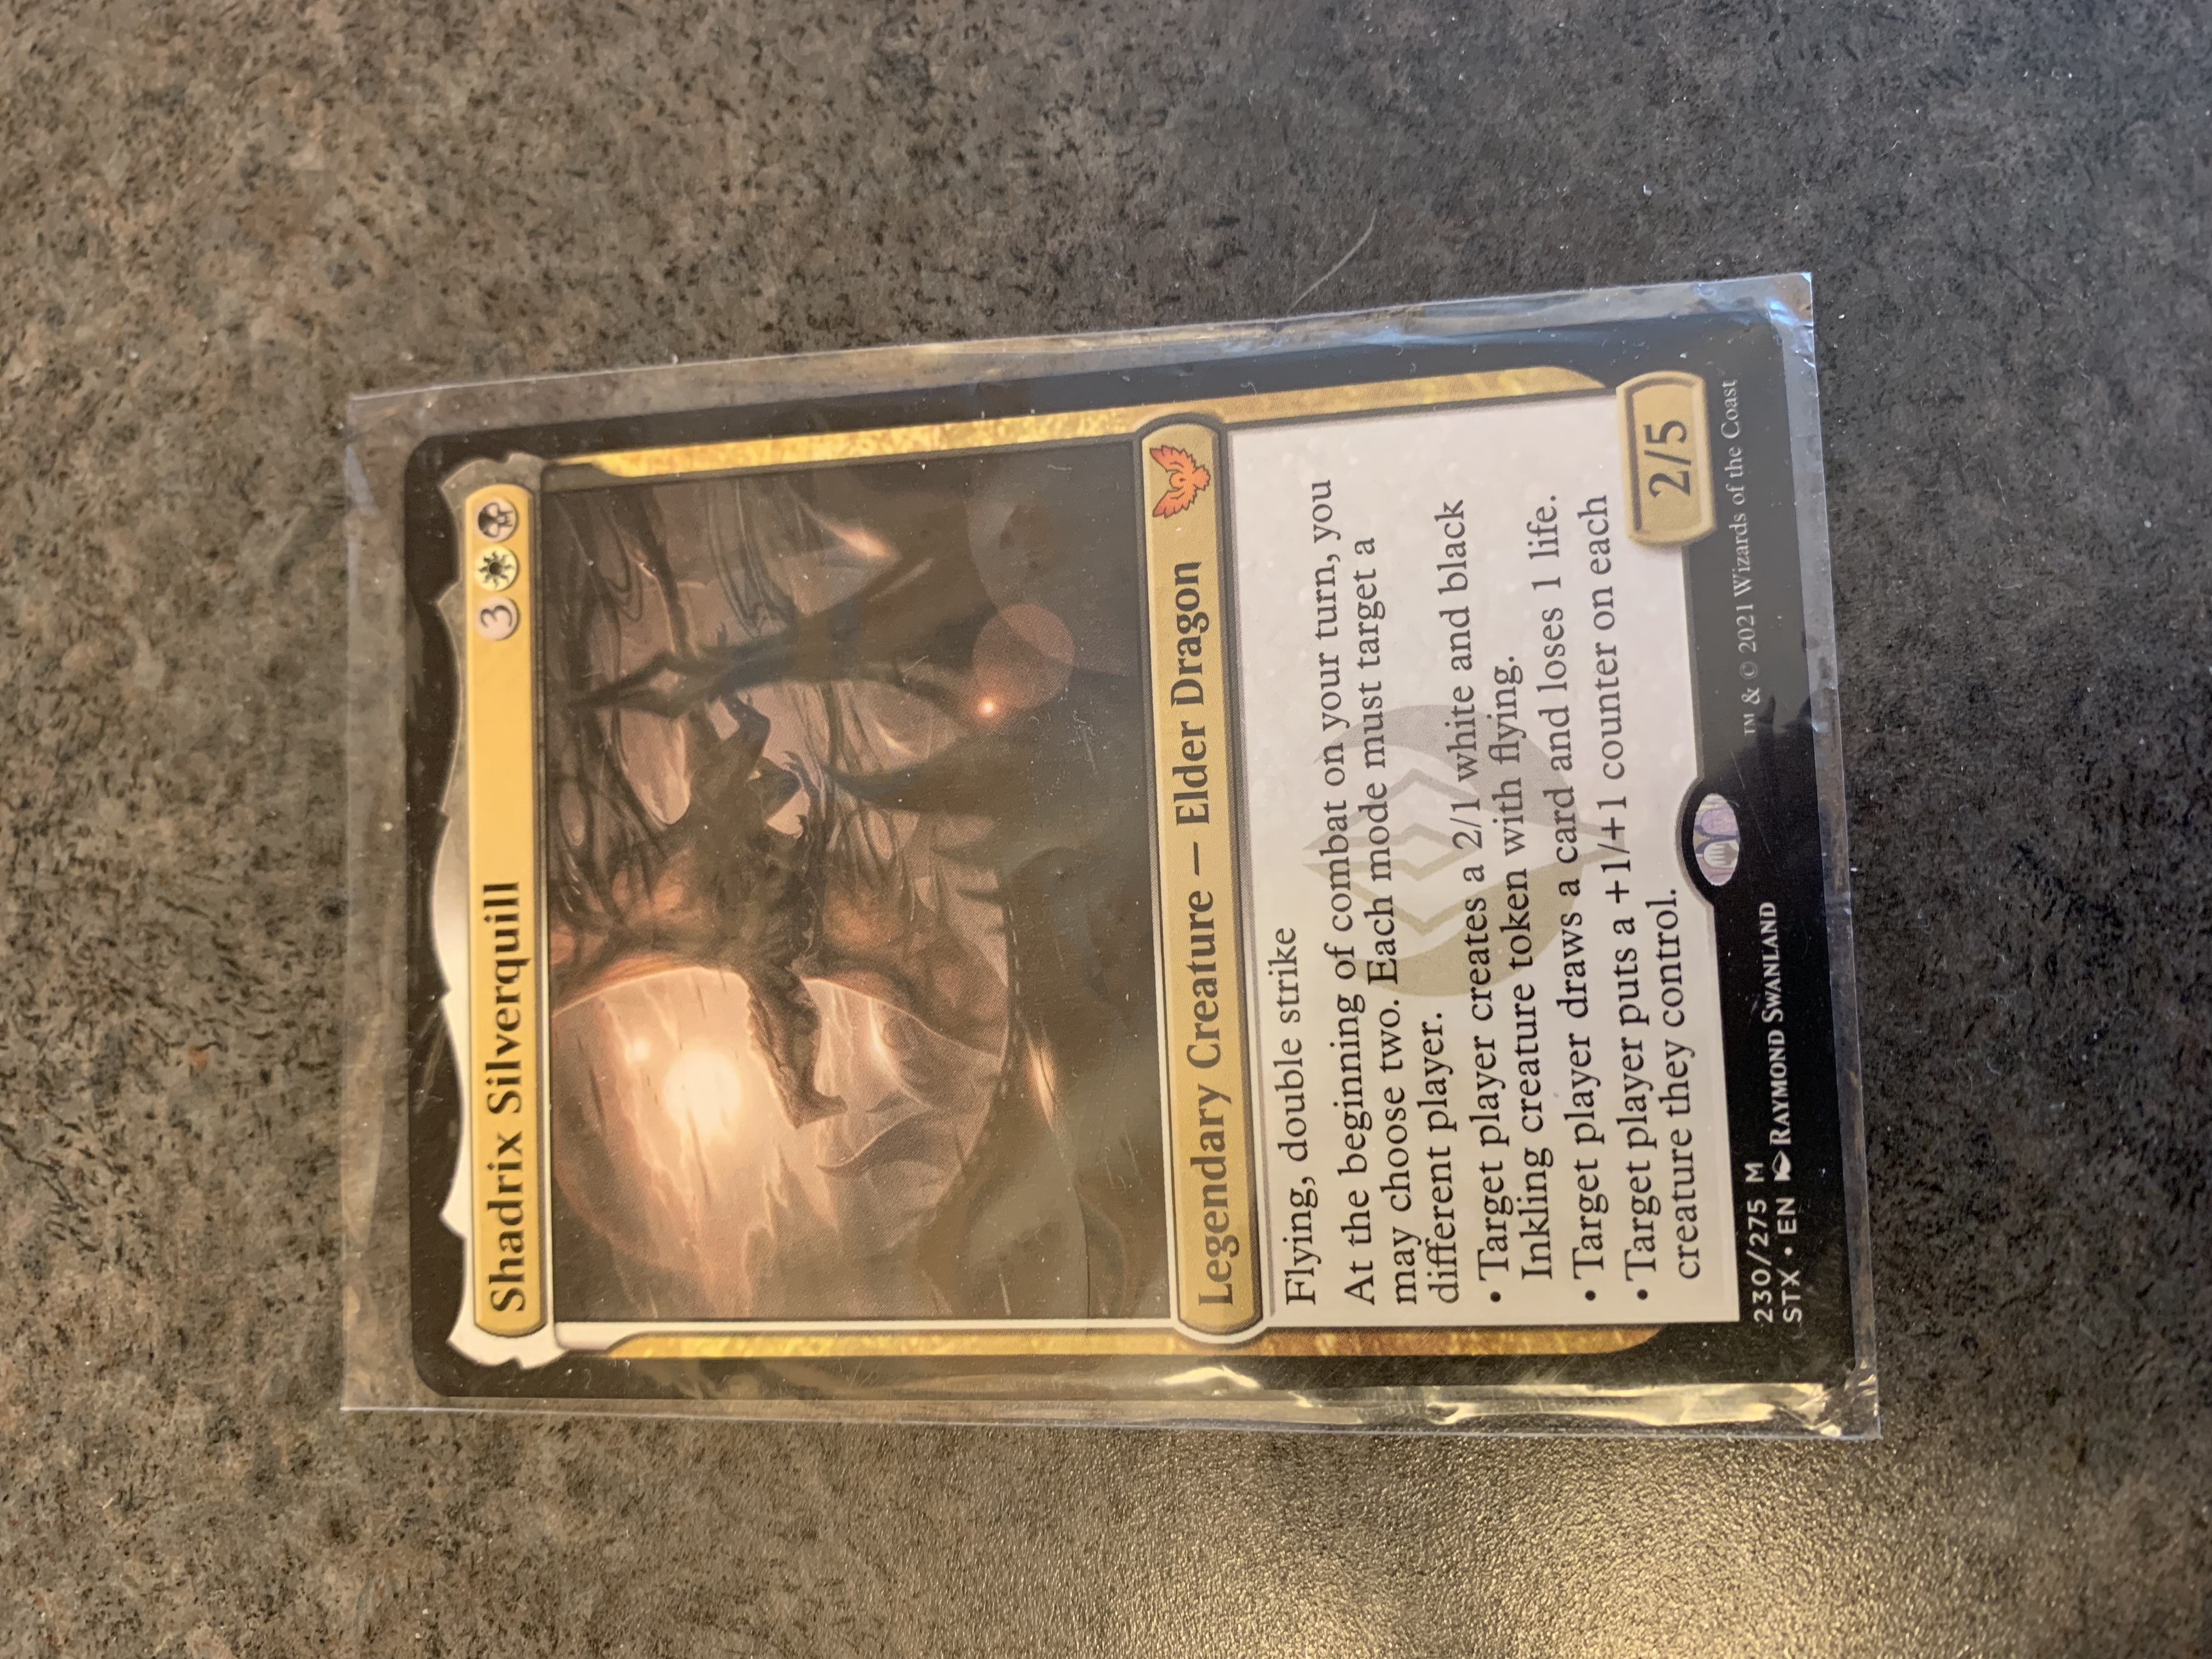 Shadrix Silverquill 3
Legendary Creature — Elder Dragon
Flying, double strike
At the beginning of combat on your turn, you
may choose two. Each mode must target a
different player.
• Target player creates a 2/1 white and black
Inkling creature token with flying.
• Target player draws a card and loses 1 life.
• Target player puts a +1/+1 counter on each
creature they control.
2/5
230/275 M
STX • EN RAYMOND SWANLAND
™ & © 2021 Wizards of the Coast